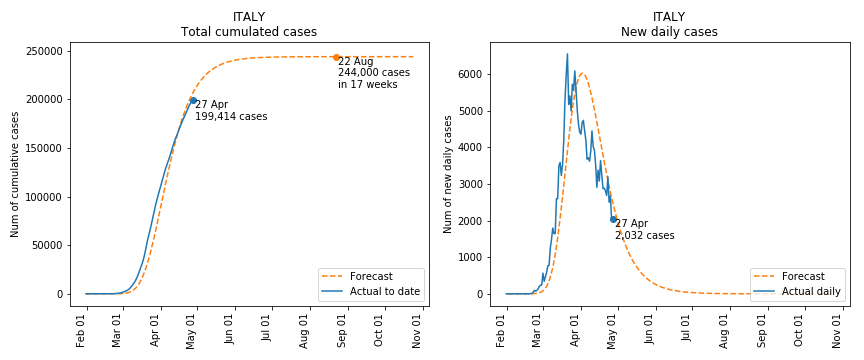 ITALY
Total cumulated cases
Num of cumulative cases
250000
200000
150000
100000
50000
0
22 Aug
244,000 cases
in 17 weeks
27 Apr
199,414 cases
Forecast
Actual to date
Feb 01
Mar 01
Apr 01
May 01
Jun 01
Jul 01
Aug 01
Sep 01
Oct 01
Nov 01
ITALY
New daily cases
Num of new daily cases
6000
5000
4000
3000
2000
1000
0
27 Apr
2,032 cases
Forecast
Actual daily
Feb 01
Mar 01
Apr 01
May 01
Jun 01
Jul 01
Aug 01
Sep 01
Oct 01
Nov 01